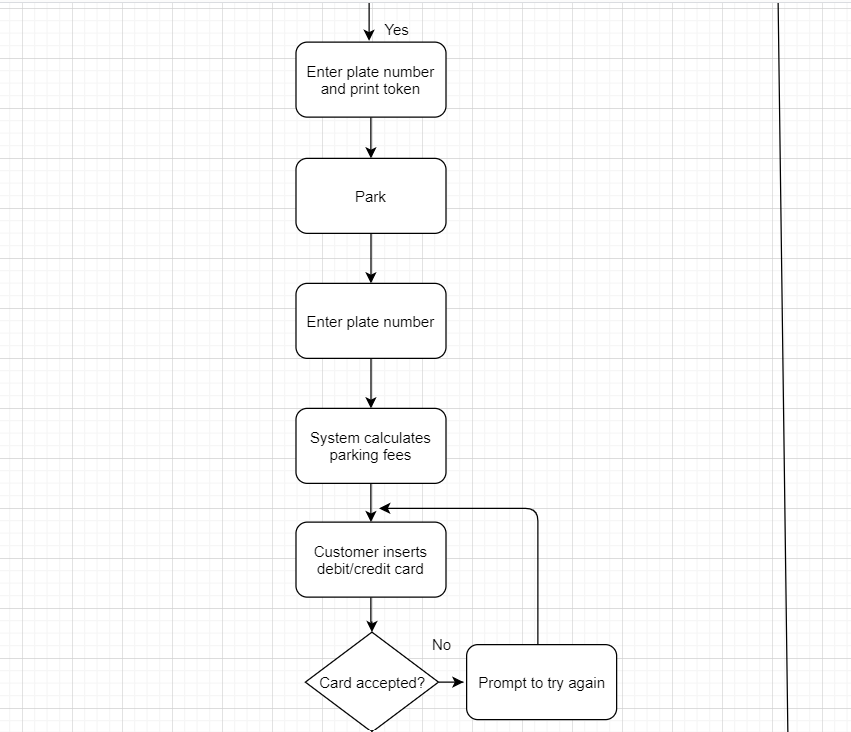 Yes
Enter plate number
and print token
Park
Enter plate number
System calculates
parking fees
Customer inserts
debit/credit card
No
Card accepted?
Prompt to try again